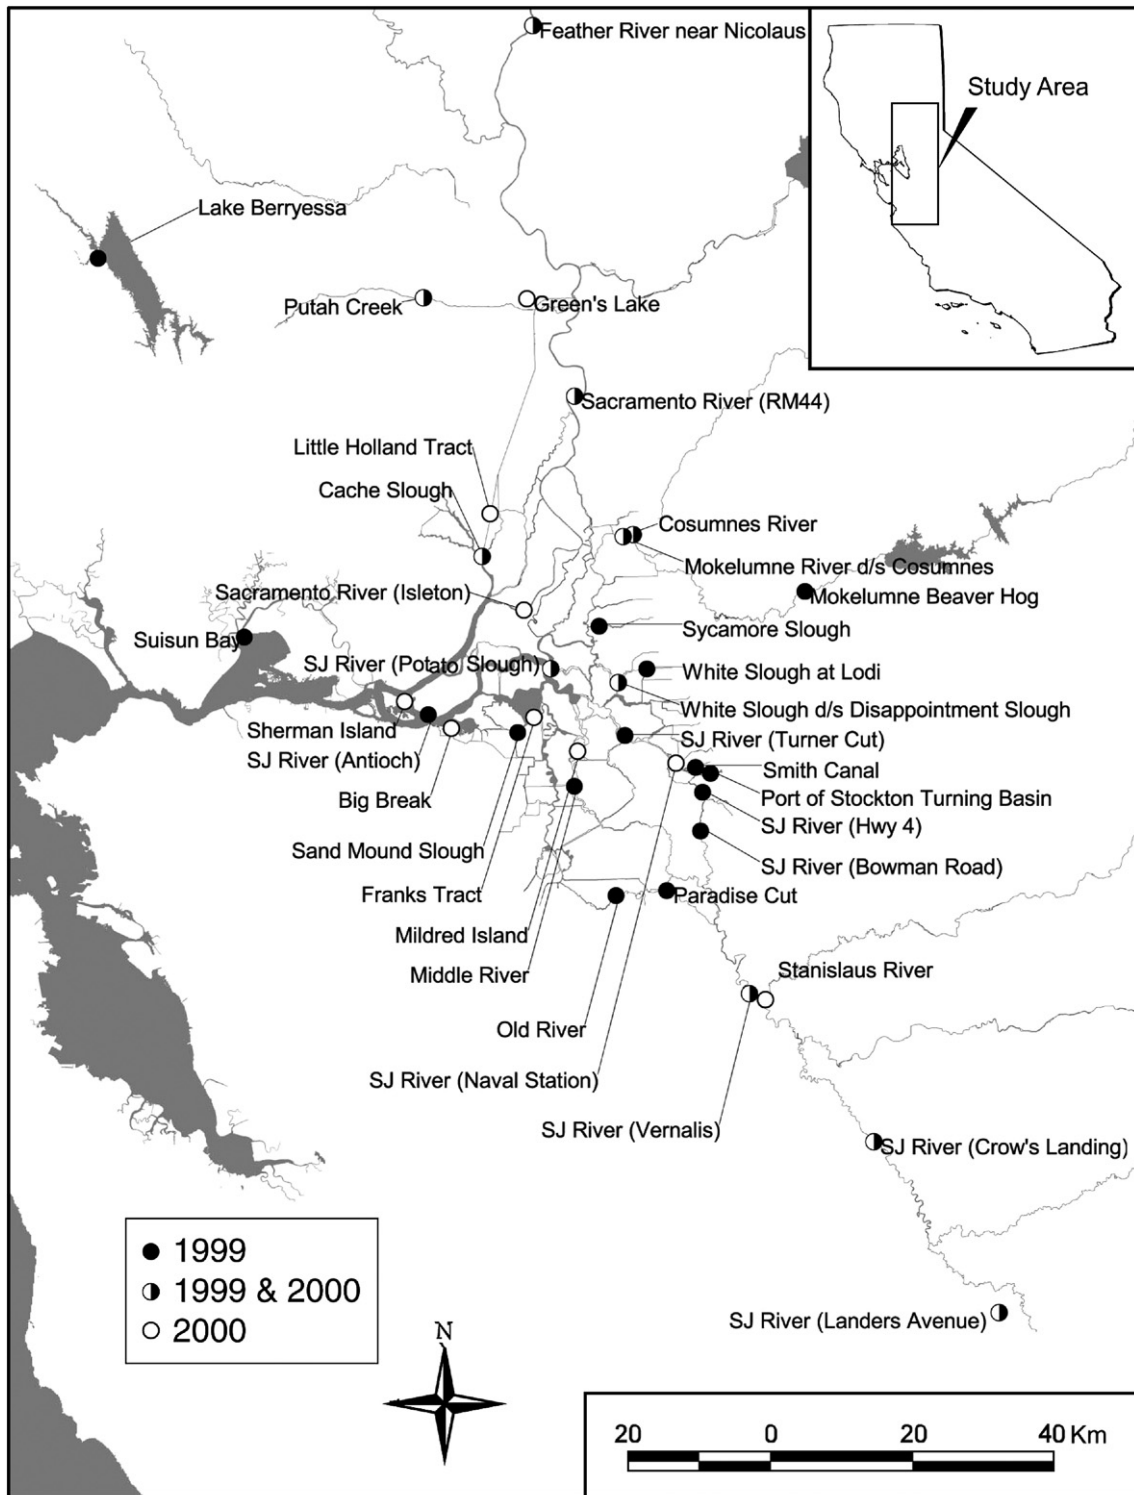 Feather River near Nicolaus
Study Area
Lake Berryessa
Putah Creek
Green's Lake
Sacramento River (RM44)
Little Holland Tract
Cache Slough
Cosumnes River
Mokelumne River d/s Cosumnes
Sacramento River (Isleton)
Mokelumne Beaver Hog
Suisun Bay
Sycamore Slough
SJ River (Potato Slough)
White Slough at Lodi
White Slough d/s Disappointment Slough
Sherman Island
SJ River (Turner Cut)
SJ River (Antioch)
Smith Canal
Big Break
Port of Stockton Turning Basin
SJ River (Hwy 4)
Sand Mound Slough
SJ River (Bowman Road)
Franks Tract
Paradise Cut
Mildred Island
Middle River
Stanislaus River
Old River
SJ River (Naval Station)
SJ River (Vernalis)
SJ River (Crow's Landing)
1999
1999 & 2000
2000
SJ River (Landers Avenue)
N
20 0 20 40 Km